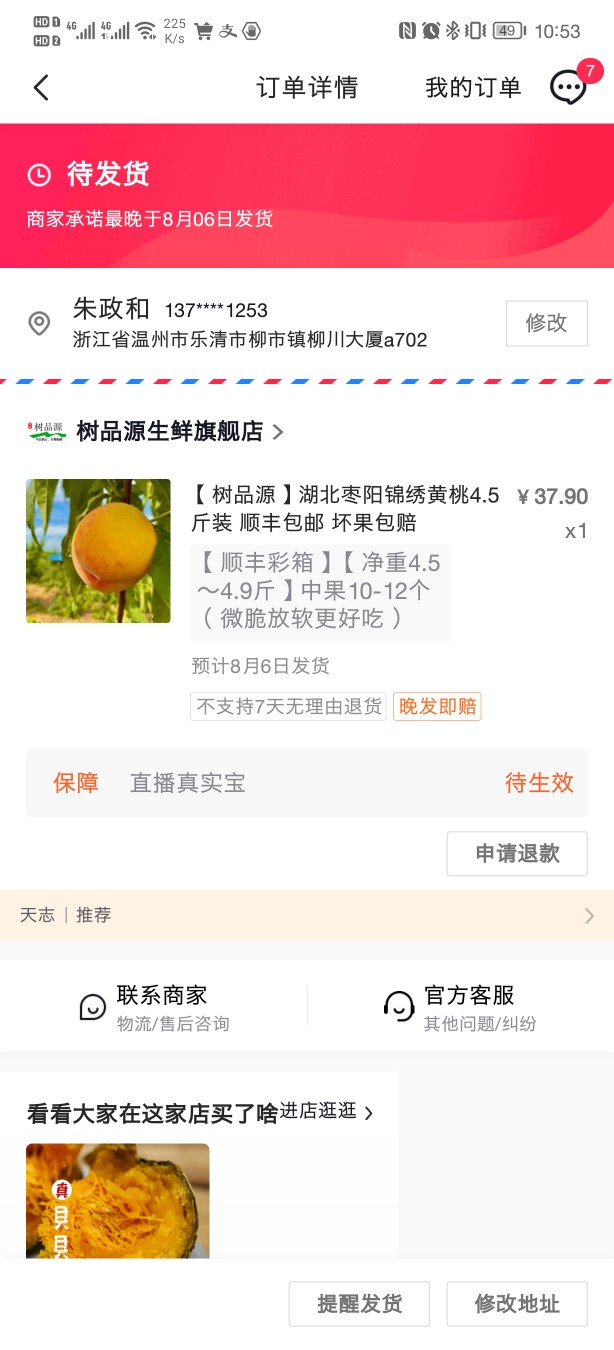 HD 1 4G 4G 225 49 10:53
HD 2 K/s
支
订单详情 我的订单 7
待发货
商家承诺最晚于8月06日发货
朱政和 137****1253
浙江省温州市乐清市柳市镇柳川大厦a702
修改
树品源 树品源生鲜旗舰店
【树品源】湖北枣阳锦绣黄桃4.5 ¥37.90
斤装 顺丰包邮 坏果包赔 x1
【顺丰彩箱】【净重4.5
～4.9斤】中果10-12个
（微脆放软更好吃）
预计8月6日发货
不支持7天无理由退货 晚发即赔
保障 直播真实宝 待生效
申请退款
天志｜推荐
联系商家 官方客服
物流/售后咨询 其他问题/纠纷
看看大家在这家店买了啥进店逛逛
真
贝
贝
提醒发货 修改地址